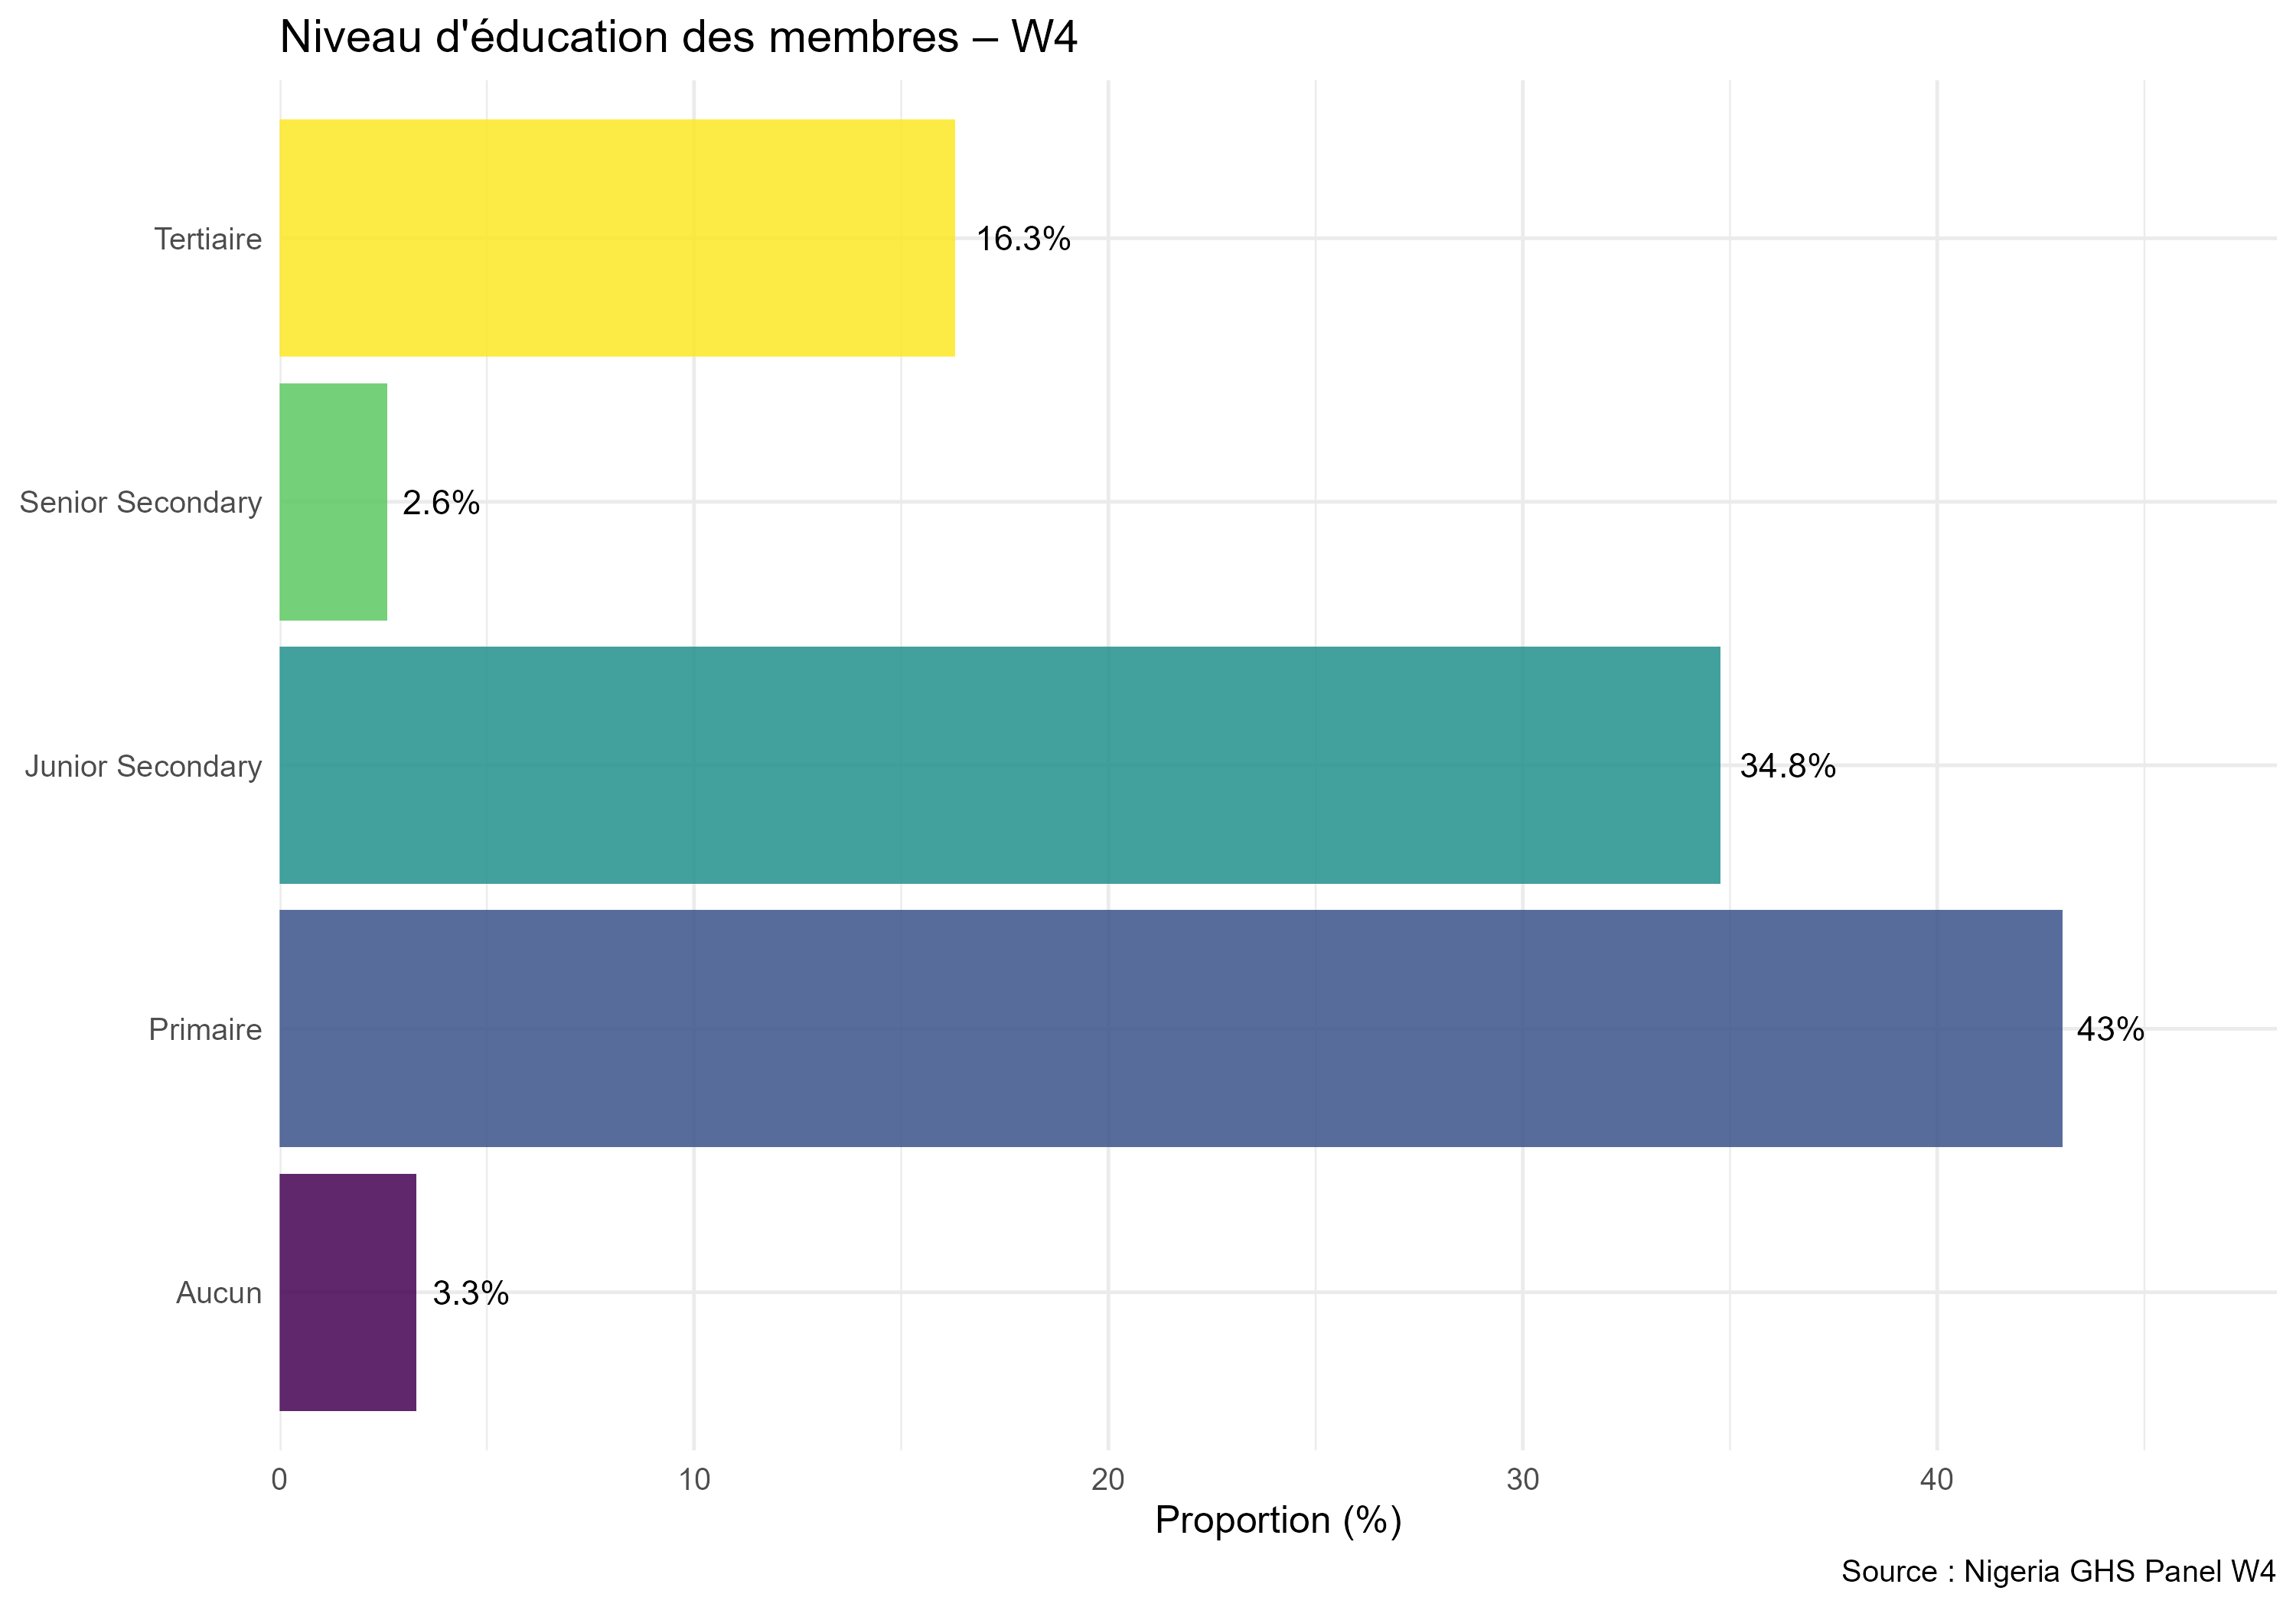 Niveau d'éducation des membres – W4
Tertiaire
16.3%
Senior Secondary
2.6%
Junior Secondary
34.8%
Primaire
43%
Aucun
3.3%
0 10 20 30 40
Proportion (%)
Source : Nigeria GHS Panel W4